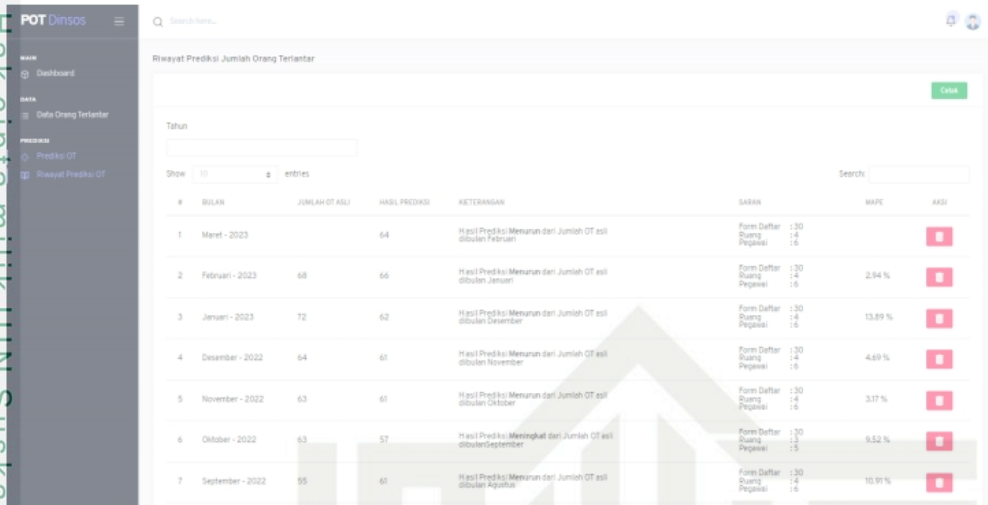 POT Dinsos
Search here...
MAIN
Dashboard
DATA
Data Orang Terlantar
PREDIKSI
Prediksi OT
Riwayat Prediksi OT
Riwayat Prediksi Jumlah Orang Terlantar
Cetak
Tahun
Show 10 entries Search:
# BULAN JUMLAH OT ASLI HASIL PREDIKSI KETERANGAN SARAN MAPE AKSI
1 Maret - 2023 64 Hasil Prediksi Menurun dari Jumlah OT asli
dibulan Februari
Form Daftar :30
Ruang :4
Pegawai :6
2 Februari - 2023 68 66 Hasil Prediksi Menurun dari Jumlah OT asli
dibulan Januari
Form Daftar :30
Ruang :4
Pegawai :6
2.94 %
3 Januari - 2023 72 62 Hasil Prediksi Menurun dari Jumlah OT asli
dibulan Desember
Form Daftar :30
Ruang :4
Pegawai :6
13.89 %
4 Desember - 2022 64 61 Hasil Prediksi Menurun dari Jumlah OT asli
dibulan November
Form Daftar :30
Ruang :4
Pegawai :6
4.69 %
5 November - 2022 63 61 Hasil Prediksi Menurun dari Jumlah OT asli
dibulan Oktober
Form Daftar :30
Ruang :4
Pegawai :6
3.17 %
6 Oktober - 2022 63 57 Hasil Prediksi Meningkat dari Jumlah OT asli
dibulanSeptember
Form Daftar :30
Ruang :3
Pegawai :5
9.52 %
7 September - 2022 55 61 Hasil Prediksi Menurun dari Jumlah OT asli
dibulan Agustus
Form Daftar :30
Ruang :4
Pegawai :6
10.91 %